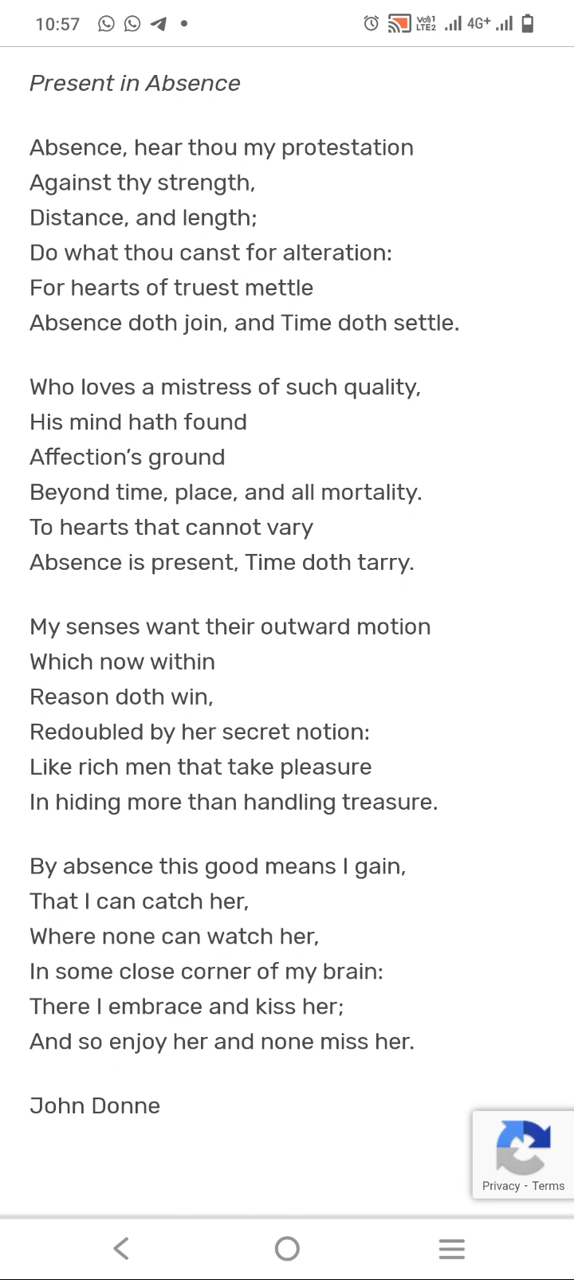 10:57 VoI1 LTE2 4G+
Present in Absence
Absence, hear thou my protestation
Against thy strength,
Distance, and length;
Do what thou canst for alteration:
For hearts of truest mettle
Absence doth join, and Time doth settle.
Who loves a mistress of such quality,
His mind hath found
Affection’s ground
Beyond time, place, and all mortality.
To hearts that cannot vary
Absence is present, Time doth tarry.
My senses want their outward motion
Which now within
Reason doth win,
Redoubled by her secret notion:
Like rich men that take pleasure
In hiding more than handling treasure.
By absence this good means I gain,
That I can catch her,
Where none can watch her,
In some close corner of my brain:
There I embrace and kiss her;
And so enjoy her and none miss her.
John Donne
Privacy - Terms